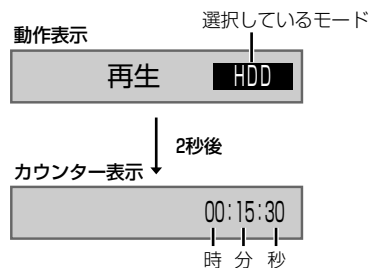 選択しているモード
動作表示
再生 HDD
2秒後
カウンター表示
00:15:30
時 分 秒